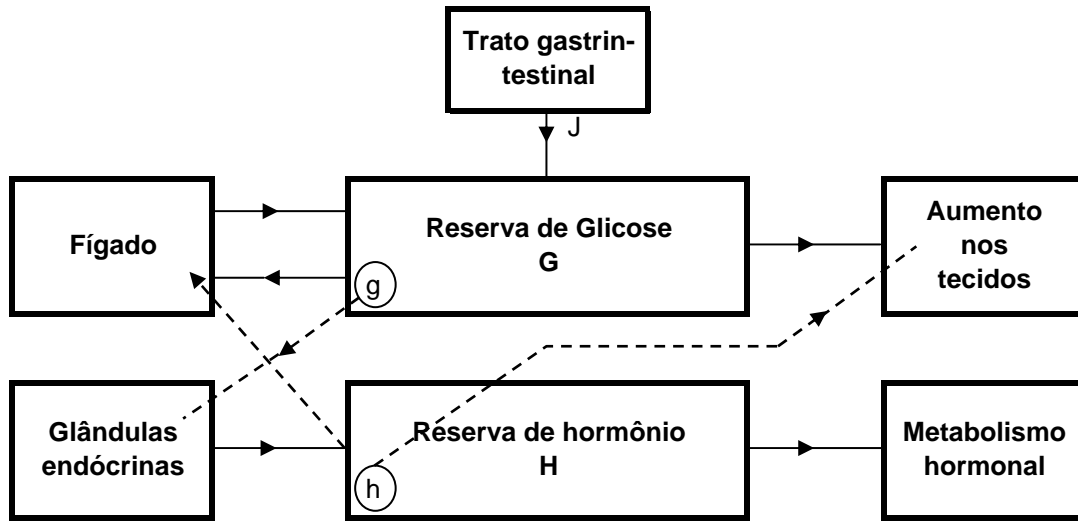 Trato gastrin-
testinal
J
Fígado
Reserva de Glicose
G
g
Aumento
nos
tecidos
Glândulas
endócrinas
Reserva de hormônio
H
h
Metabolismo
hormonal